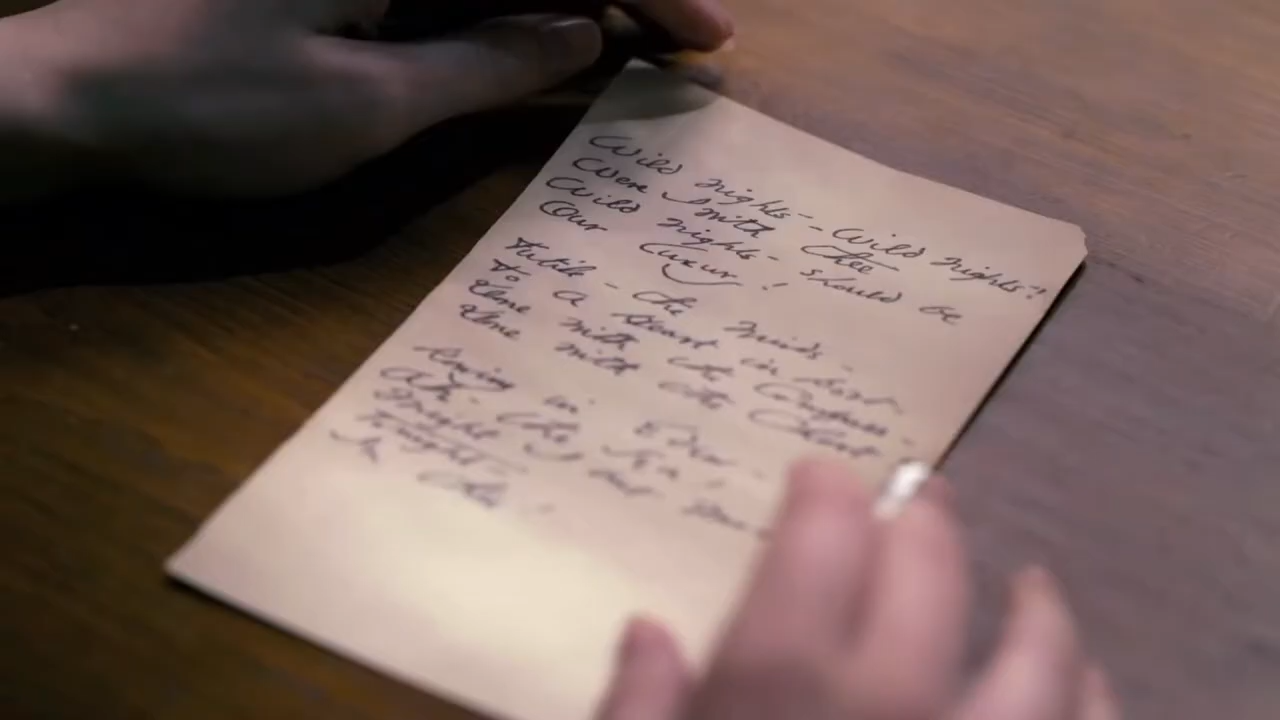 Wild nights - Wild nights!
Were I with thee
Wild nights - should be
Our luxury!
Futile - the winds -
To a Heart in port -
Done with the Compass -
Done with the Chart
Rowing in Eden -
Ah - the Sea!
Might I but moor
Tonight -
In thee!